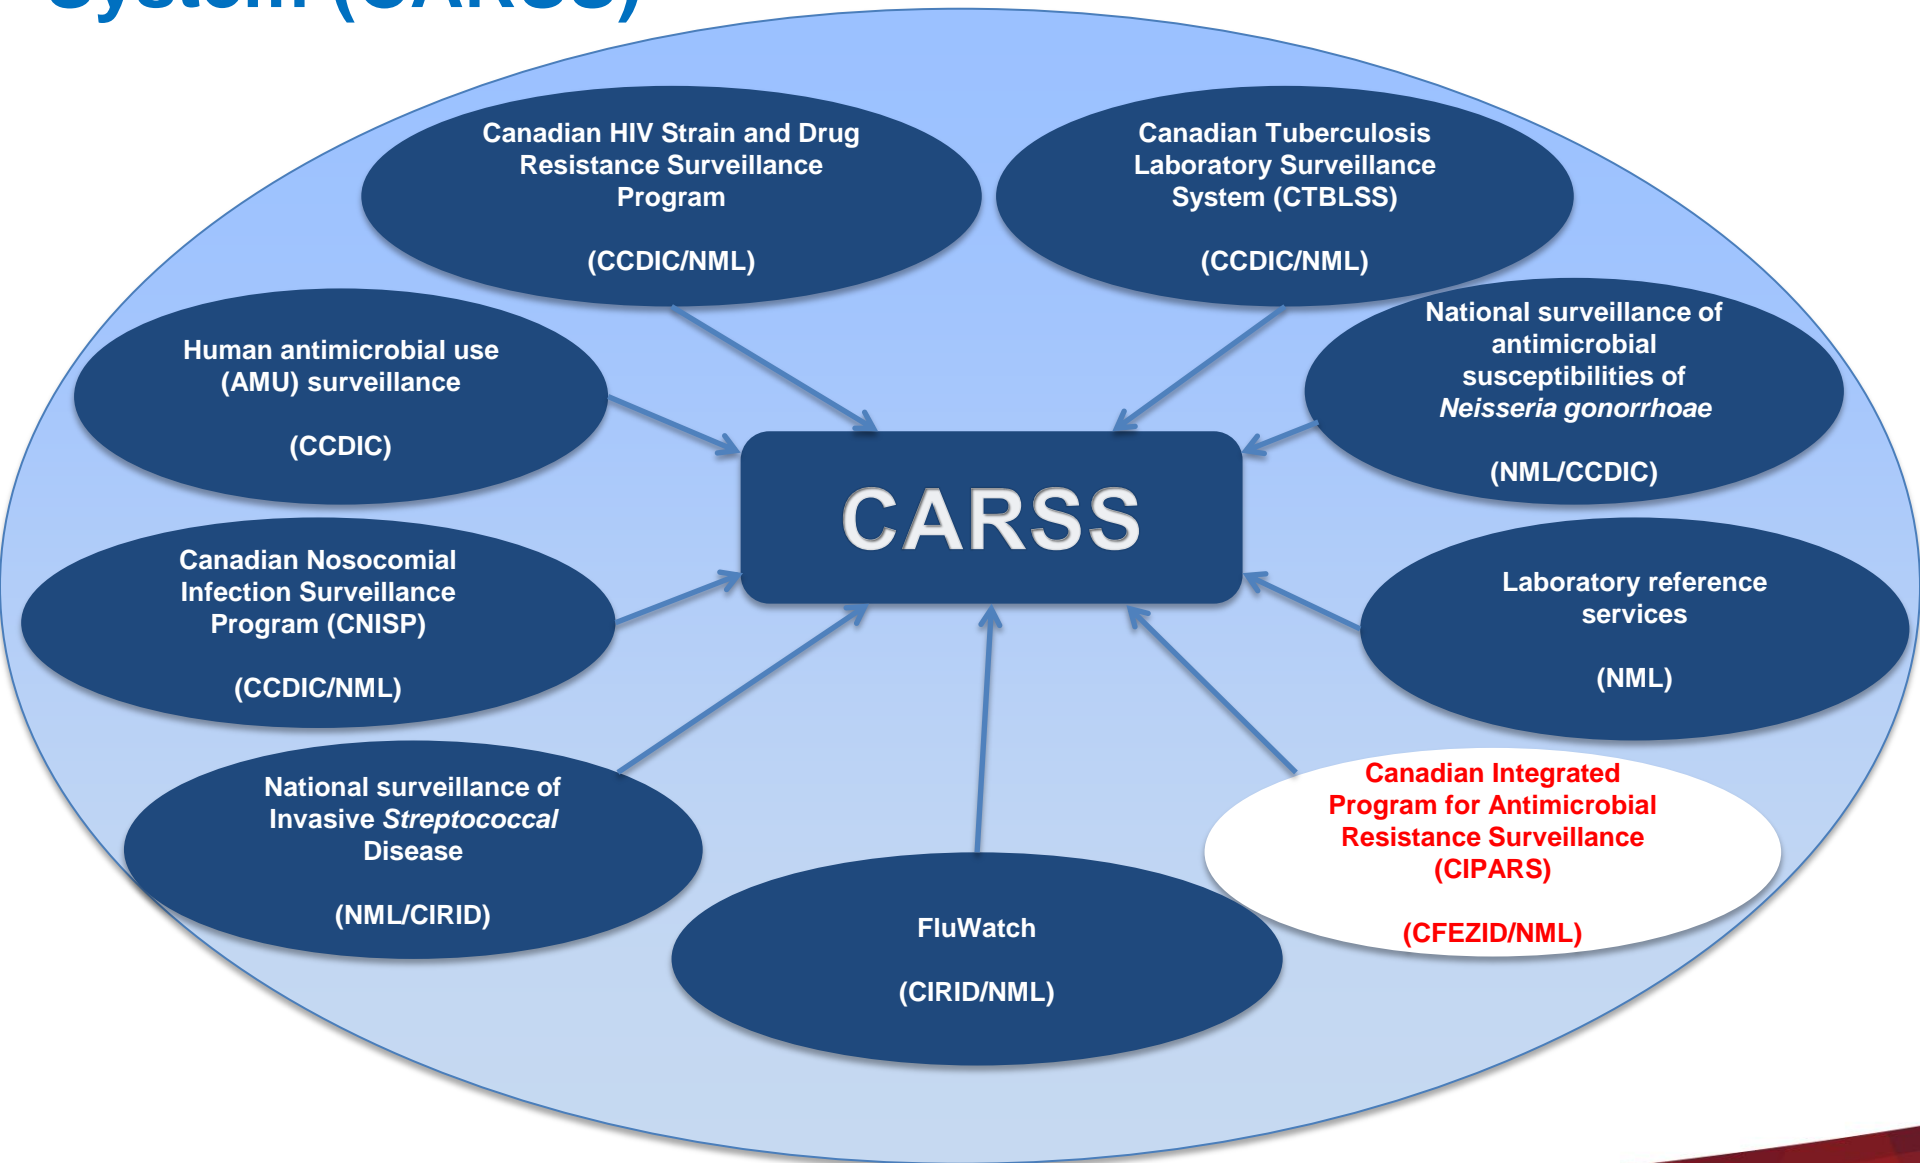 System (CARSS)
Canadian HIV Strain and Drug
Resistance Surveillance
Program
(CCDIC/NML)
Canadian Tuberculosis
Laboratory Surveillance
System (CTBLSS)
(CCDIC/NML)
Human antimicrobial use
(AMU) surveillance
(CCDIC)
National surveillance of
antimicrobial
susceptibilities of
Neisseria gonorrhoae
(NML/CCDIC)
CARSS
Canadian Nosocomial
Infection Surveillance
Program (CNISP)
(CCDIC/NML)
Laboratory reference
services
(NML)
National surveillance of
Invasive Streptococcal
Disease
(NML/CIRID)
FluWatch
(CIRID/NML)
Canadian Integrated
Program for Antimicrobial
Resistance Surveillance
(CIPARS)
(CFEZID/NML)